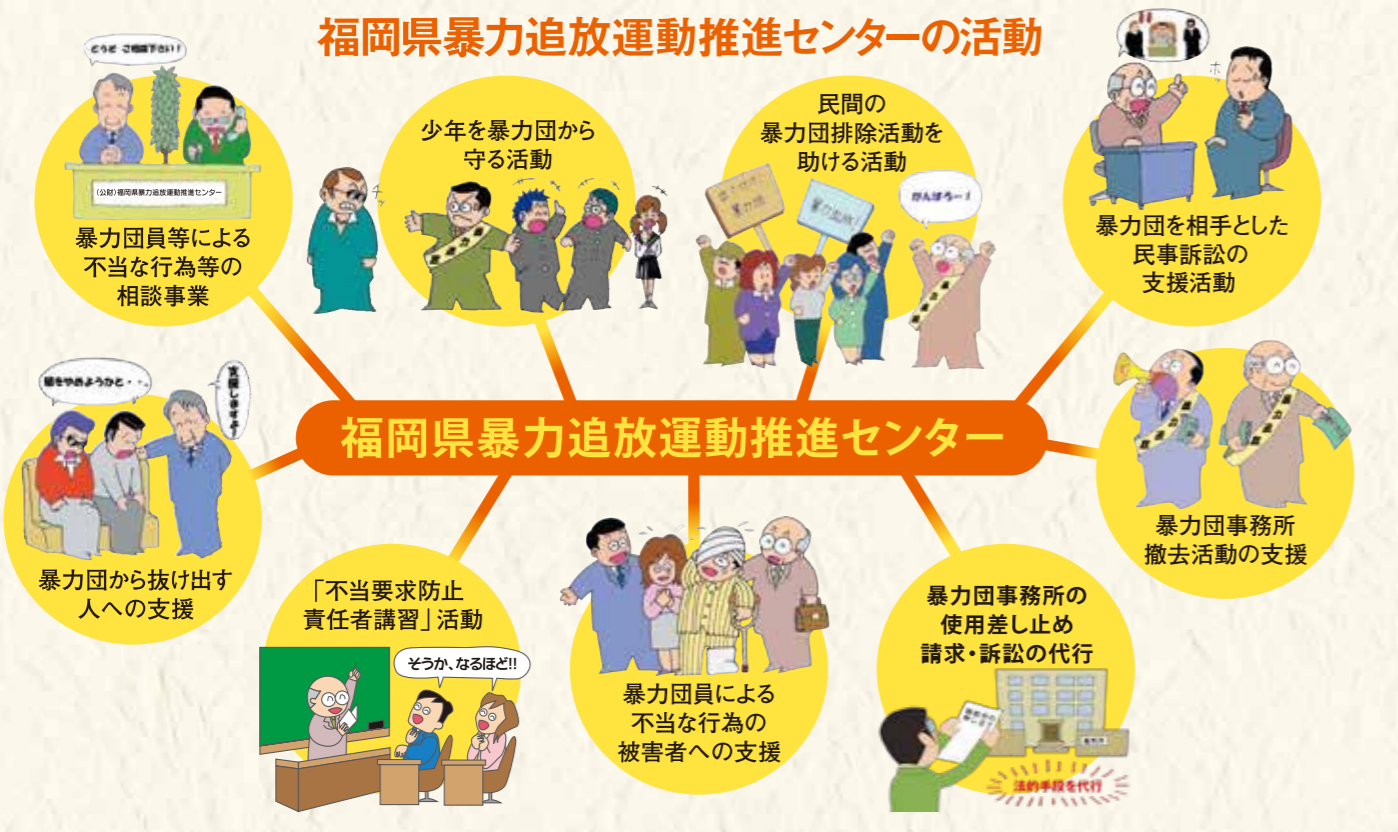 福岡県暴力追放運動推進センターの活動
どうぞ ご相談下さい!
(公財)福岡県暴力追放運動推進センター
暴力団員等による
不当な行為等の
相談事業
少年を暴力団から
守る活動
チッ
民間の
暴力団排除活動を
助ける活動
暴力追放!
がんばろー!
ホッ
暴力団を相手とした
民事訴訟の
支援活動
組をやめようかと・・。
支援しますよ!
暴力団から抜け出す
人への支援
福岡県暴力追放運動推進センター
暴力団事務所
撤去活動の支援
「不当要求防止
責任者講習」活動
そうか、なるほど!!
暴力団員による
不当な行為の
被害者への支援
暴力団事務所の
使用差し止め
請求・訴訟の代行
法的手段を代行